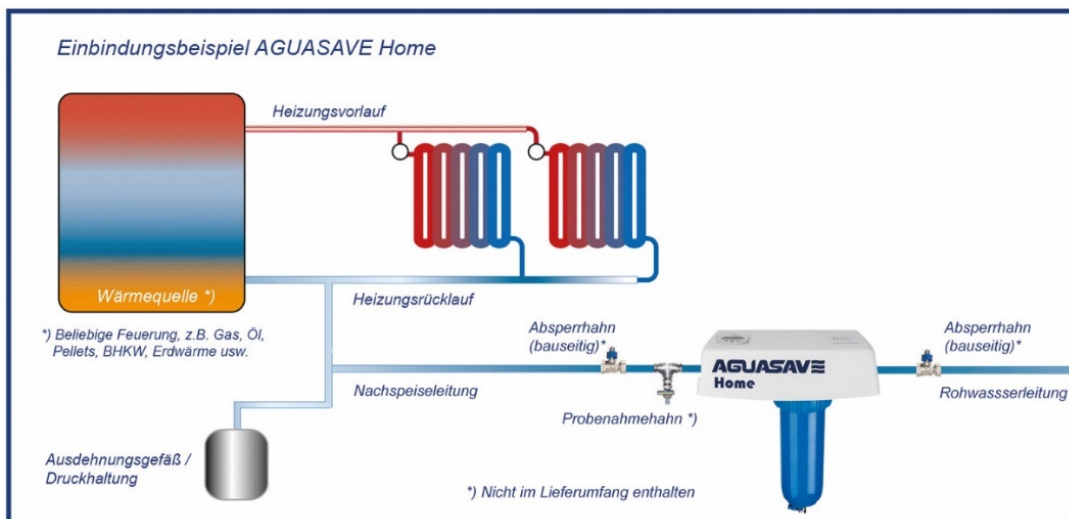 Einbindungsbeispiel AGUASAVE Home
Heizungsvorlauf
Wärmequelle *)
Heizungsrücklauf
*) Beliebige Feuerung, z.B. Gas, Öl,
Pellets, BHKW, Erdwärme usw.
Absperrhahn
(bauseitig)*
Absperrhahn
(bauseitig)*
AGUASAVE
Home
Nachspeiseleitung
Rohwassserleitung
Probenahmehahn *)
Ausdehnungsgefäß /
Druckhaltung
*) Nicht im Lieferumfang enthalten